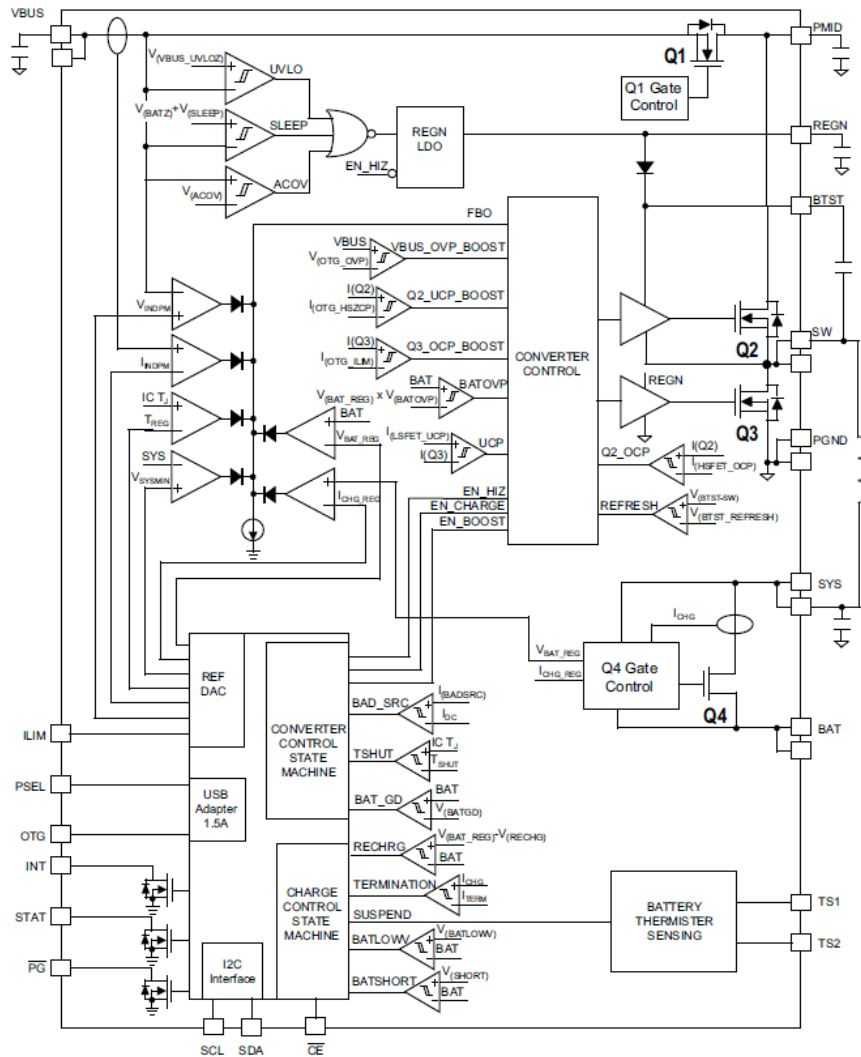 VBUS
PMID
V(VBUS_UVLOZ)
UVLO
Q1
Q1 Gate
Control
V(BATZ)+V(SLEEP)
SLEEP
REGN
LDO
REGN
EN_HIZ
V(ACOV)
ACOV
BTST
FBO
VBUS
VBUS_OVP_BOOST
V(OTG_OVP)
I(Q2)
Q2_UCP_BOOST
I(OTG_HSZCP)
VINDPM
I(Q3)
Q3_OCP_BOOST
I(OTG_ILIM)
CONVERTER
CONTROL
SW
Q2
IINDPM
BAT
BATOVP
V(BAT_REG) x V(BATOVP)
REGN
IC TJ
TREG
BAT
VBAT_REG
I(LSFET_UCP)
UCP
I(Q3)
Q3
PGND
SYS
VSYSMIN
Q2_OCP
I(Q2)
I(HSFET_OCP)
ICHG_REG
EN_HIZ
EN_CHARGE
EN_BOOST
REFRESH
V(BTST-SW)
V(BTST_REFRESH)
SYS
ICHG
VBAT_REG
ICHG_REG
Q4 Gate
Control
Q4
REF
DAC
BAT
ILIM
CONVERTER
CONTROL
STATE
MACHINE
BAD_SRC
I(BADSRC)
IDC
TSHUT
IC TJ
TSHUT
PSEL
USB
Adapter
1.5A
BAT_GD
BAT
V(BATGD)
OTG
INT
RECHRG
V(BAT_REG)-V(RECHG)
BAT
CHARGE
CONTROL
STATE
MACHINE
TERMINATION
ICHG
ITERM
SUSPEND
BATTERY
THERMISTER
SENSING
TS1
TS2
STAT
BATLOWV
V(BATLOWV)
BAT
PG
I2C
Interface
BATSHORT
V(SHORT)
BAT
SCL
SDA
CE